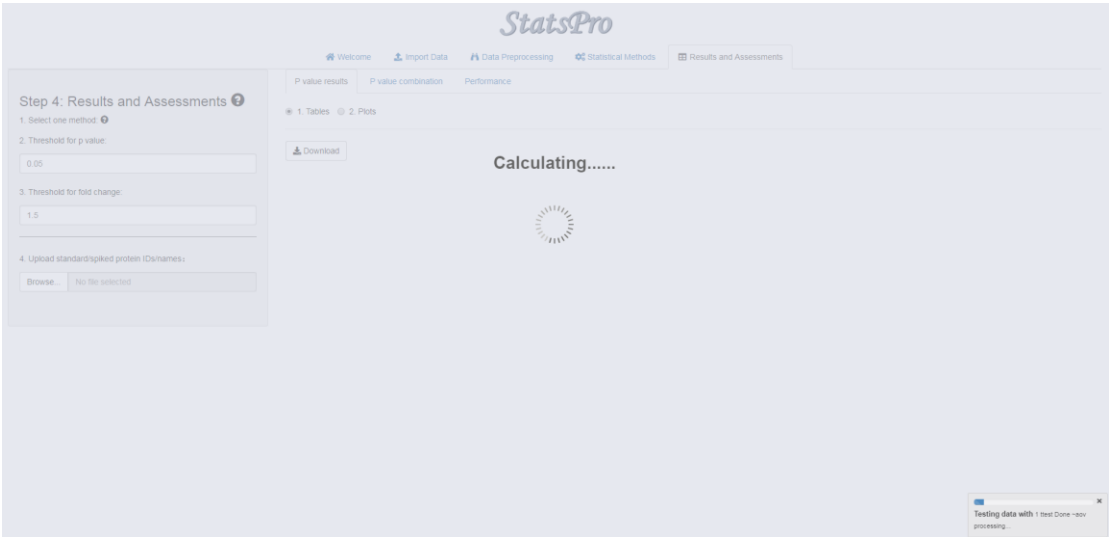 StatsPro
Welcome Import Data Data Preprocessing Statistical Methods Results and Assessments
P value results P value combination Performance
Step 4: Results and Assessments ?
1. Select one method: ?
1. Tables 2. Plots
2. Threshold for p value:
Download
Calculating......
0.05
3. Threshold for fold change:
1.5
4. Upload standard/spiked protein IDs/names:
Browse... No file selected
Testing data with 1 ttest Done ~aov
processing...